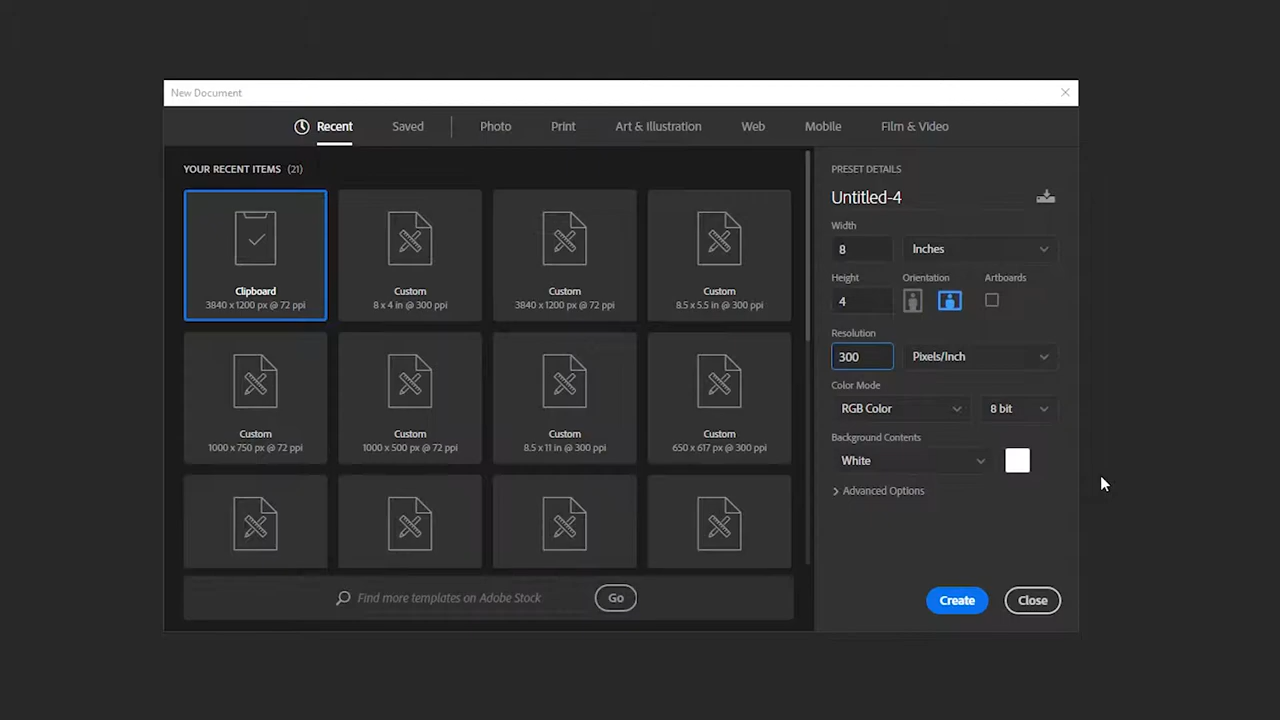 New Document
Recent Saved Photo Print Art & Illustration Web Mobile Film & Video
YOUR RECENT ITEMS (21)
Clipboard
3840 x 1200 px @ 72 ppi
Custom
8 x 4 in @ 300 ppi
Custom
3840 x 1200 px @ 72 ppi
Custom
8.5 x 5.5 in @ 300 ppi
Custom
1000 x 750 px @ 72 ppi
Custom
1000 x 500 px @ 72 ppi
Custom
8.5 x 11 in @ 300 ppi
Custom
650 x 617 px @ 300 ppi
Find more templates on Adobe Stock
Go
PRESET DETAILS
Untitled-4
Width
8 Inches
Height Orientation Artboards
4
Resolution
300 Pixels/Inch
Color Mode
RGB Color 8 bit
Background Contents
White
Advanced Options
Create Close